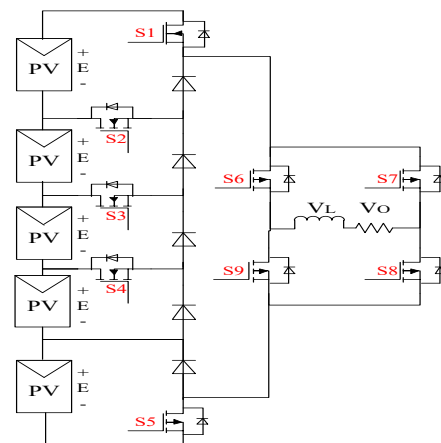 S1
+
E
-
PV
S2
+
E
-
PV
S6
S7
S3
+
E
-
PV
VL
VO
S4
S9
S8
+
E
-
PV
+
E
-
PV
S5